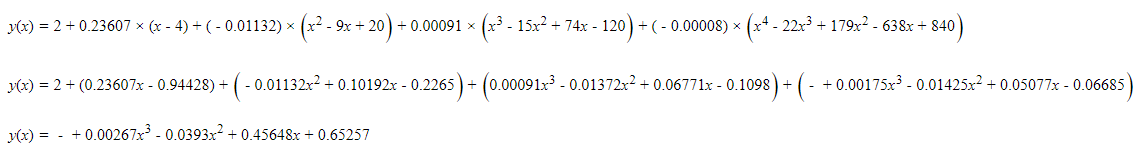 y(x) = 2 + 0.23607 × (x - 4) + ( - 0.01132) × (x² - 9x + 20) + 0.00091 × (x³ - 15x² + 74x - 120) + ( - 0.00008) × (x⁴ - 22x³ + 179x² - 638x + 840)
y(x) = 2 + (0.23607x - 0.94428) + ( - 0.01132x² + 0.10192x - 0.2265) + (0.00091x³ - 0.01372x² + 0.06771x - 0.1098) + ( - + 0.00175x³ - 0.01425x² + 0.05077x - 0.06685)
y(x) = - + 0.00267x³ - 0.0393x² + 0.45648x + 0.65257